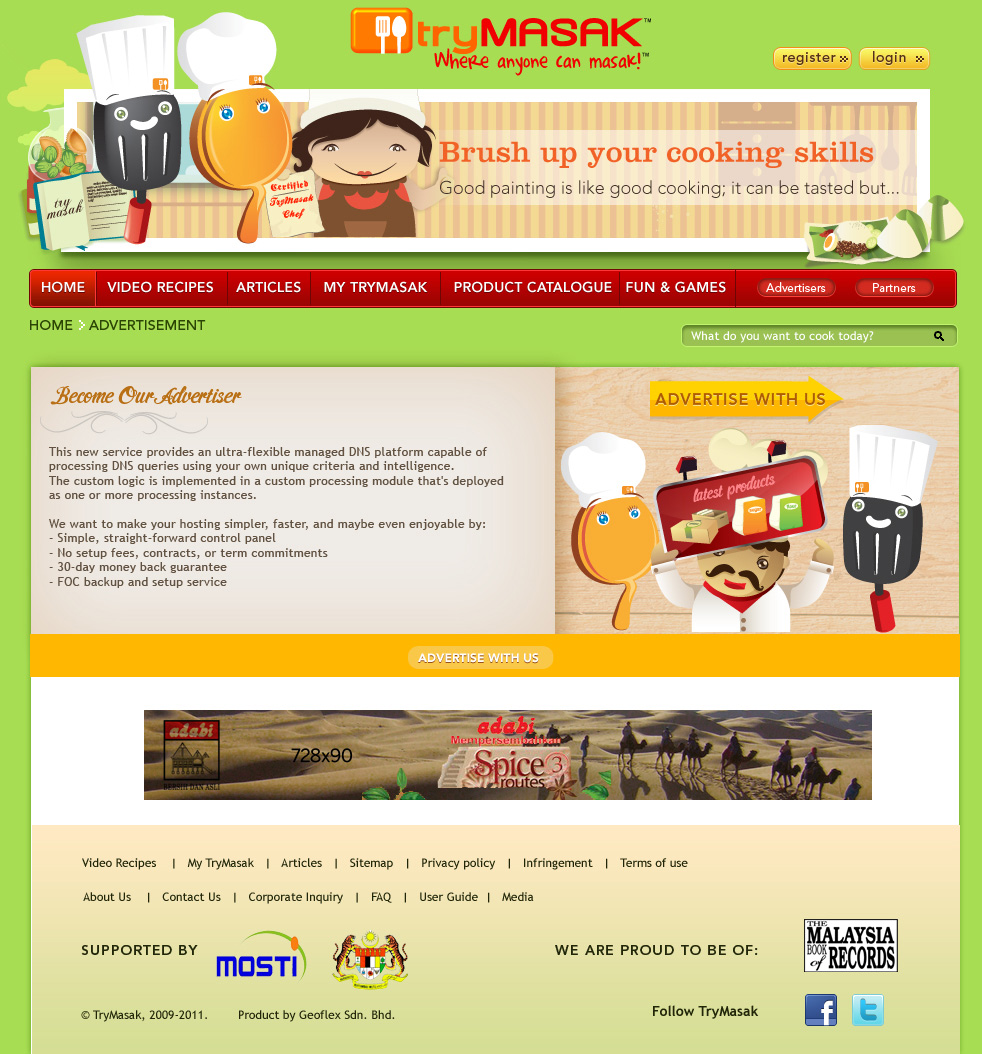 tryMASAK™
Where anyone can masak!™
register
login
Brush up your cooking skills
Good painting is like good cooking; it can be tasted but...
try masak
Certified
TryMasak
Chef
HOME
VIDEO RECIPES
ARTICLES
MY TRYMASAK
PRODUCT CATALOGUE
FUN & GAMES
Advertisers
Partners
HOME
ADVERTISEMENT
What do you want to cook today?
Become Our Advertiser
This new service provides an ultra-flexible managed DNS platform capable of
processing DNS queries using your own unique criteria and intelligence.
The custom logic is implemented in a custom processing module that's deployed
as one or more processing instances.
We want to make your hosting simpler, faster, and maybe even enjoyable by:
- Simple, straight-forward control panel
- No setup fees, contracts, or term commitments
- 30-day money back guarantee
- FOC backup and setup service
ADVERTISE WITH US
latest products
ADVERTISE WITH US
adabi
BERSIH DAN ASLI
728x90
adabi
Mempersembahkan
Spice 3
routes
Video Recipes | My TryMasak | Articles | Sitemap | Privacy policy | Infringement | Terms of use
About Us | Contact Us | Corporate Inquiry | FAQ | User Guide | Media
SUPPORTED BY
MOSTI
WE ARE PROUD TO BE OF:
THE
MALAYSIA
BOOK of RECORDS
© TryMasak, 2009-2011. Product by Geoflex Sdn. Bhd.
Follow TryMasak